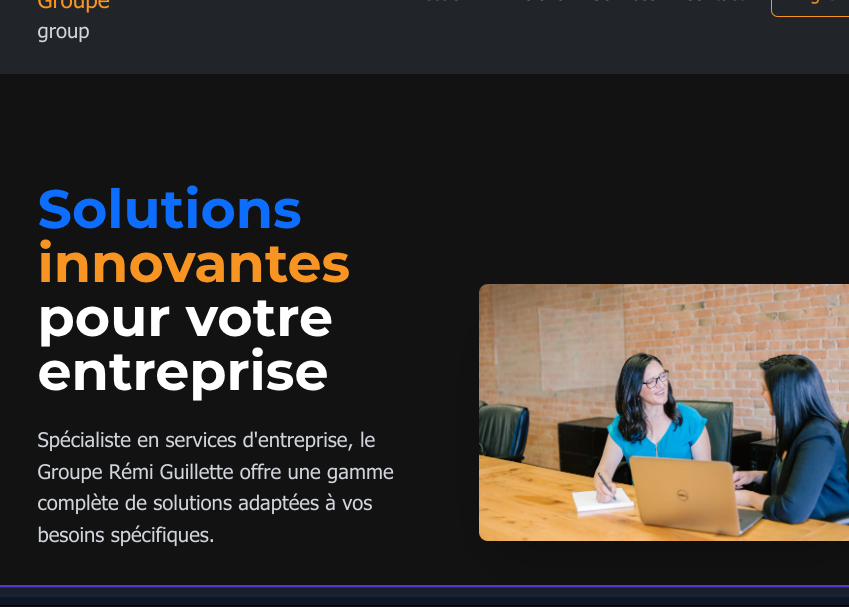 Groupe
group
Solutions
innovantes
pour votre
entreprise
Spécialiste en services d'entreprise, le
Groupe Rémi Guillette offre une gamme
complète de solutions adaptées à vos
besoins spécifiques.